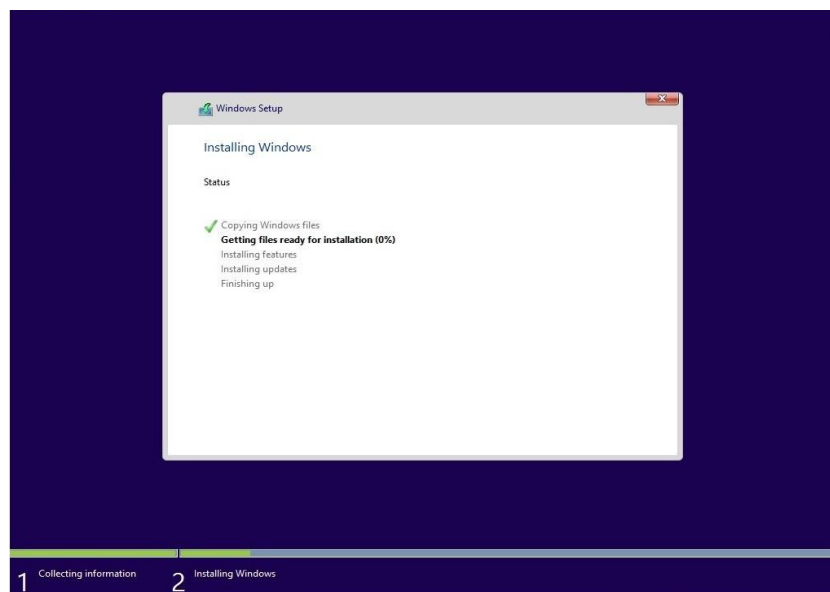 Windows Setup
Installing Windows
Status
Copying Windows files
Getting files ready for installation (0%)
Installing features
Installing updates
Finishing up
1 Collecting information
2 Installing Windows